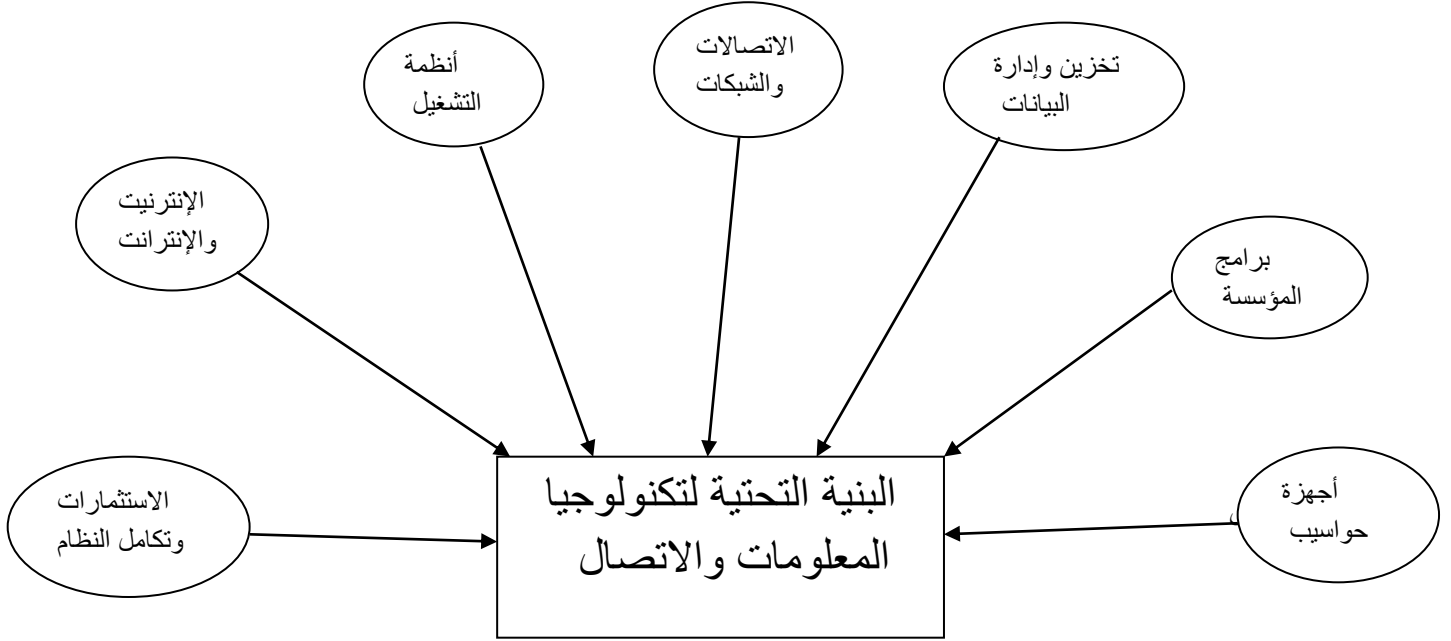 الاتصالات
والشبكات
تخزين وإدارة
البيانات
أنظمة
التشغيل
الإنترنيت
والإنترانت
برامج
المؤسسة
أجهزة
حواسيب
الاستثمارات
وتكامل النظام
البنية التحتية لتكنولوجيا
المعلومات والاتصال